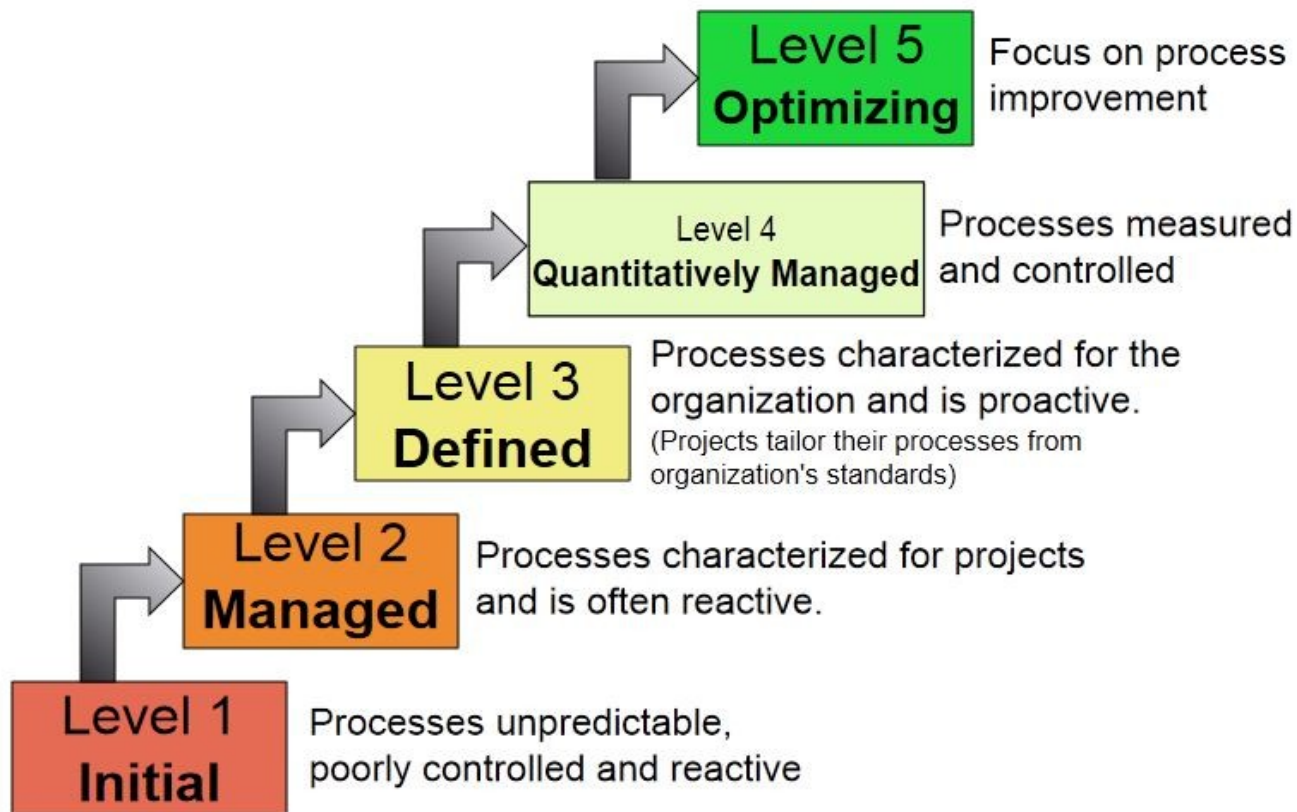 Level 5
Optimizing
Focus on process
improvement
Level 4
Quantitatively Managed
Processes measured
and controlled
Level 3
Defined
Processes characterized for the
organization and is proactive.
(Projects tailor their processes from
organization's standards)
Level 2
Managed
Processes characterized for projects
and is often reactive.
Level 1
Initial
Processes unpredictable,
poorly controlled and reactive